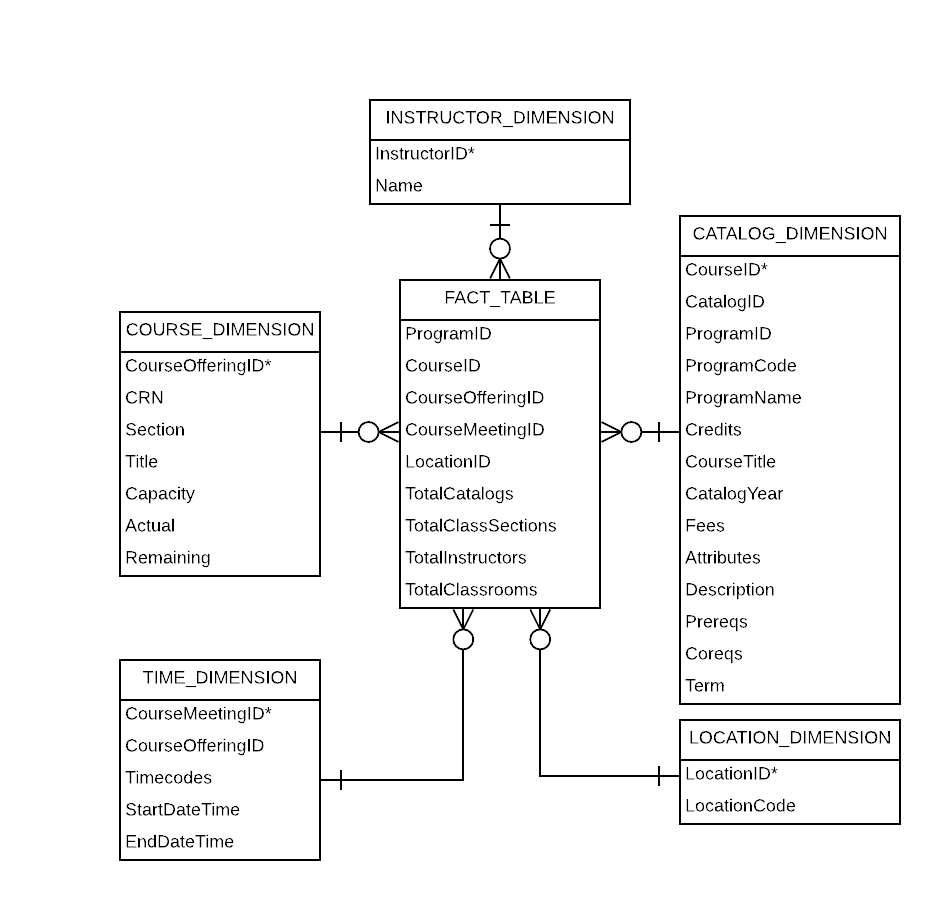 INSTRUCTOR_DIMENSION
InstructorID*
Name
CATALOG_DIMENSION
CourseID*
CatalogID
ProgramID
ProgramCode
ProgramName
Credits
CourseTitle
CatalogYear
Fees
Attributes
Description
Prereqs
Coreqs
Term
FACT_TABLE
ProgramID
CourseID
CourseOfferingID
CourseMeetingID
LocationID
TotalCatalogs
TotalClassSections
TotalInstructors
TotalClassrooms
COURSE_DIMENSION
CourseOfferingID*
CRN
Section
Title
Capacity
Actual
Remaining
TIME_DIMENSION
CourseMeetingID*
CourseOfferingID
Timecodes
StartDateTime
EndDateTime
LOCATION_DIMENSION
LocationID*
LocationCode